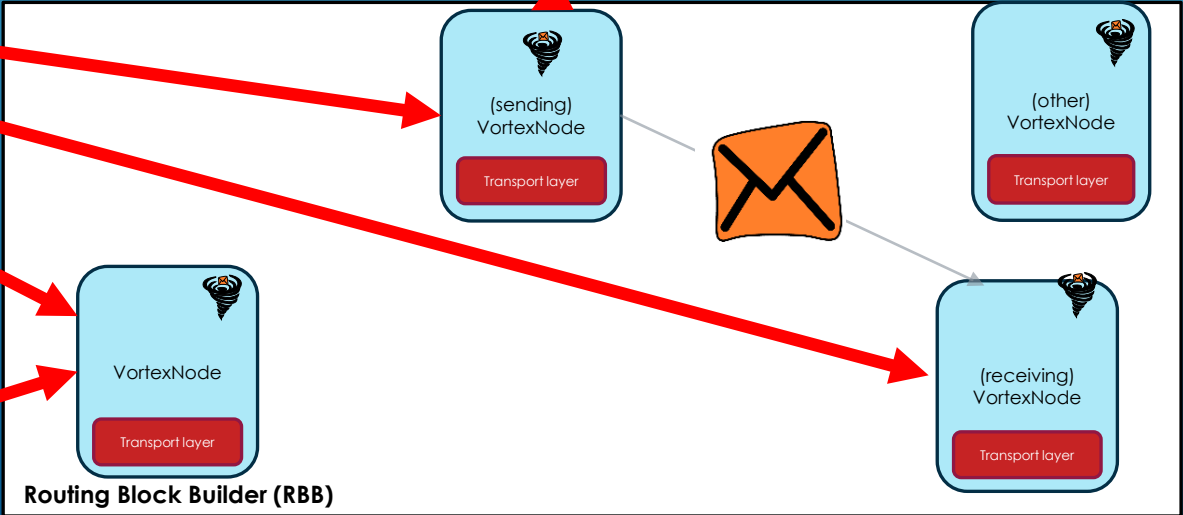 (sending)
VortexNode
Transport layer
(other)
VortexNode
Transport layer
VortexNode
Transport layer
(receiving)
VortexNode
Transport layer
Routing Block Builder (RBB)